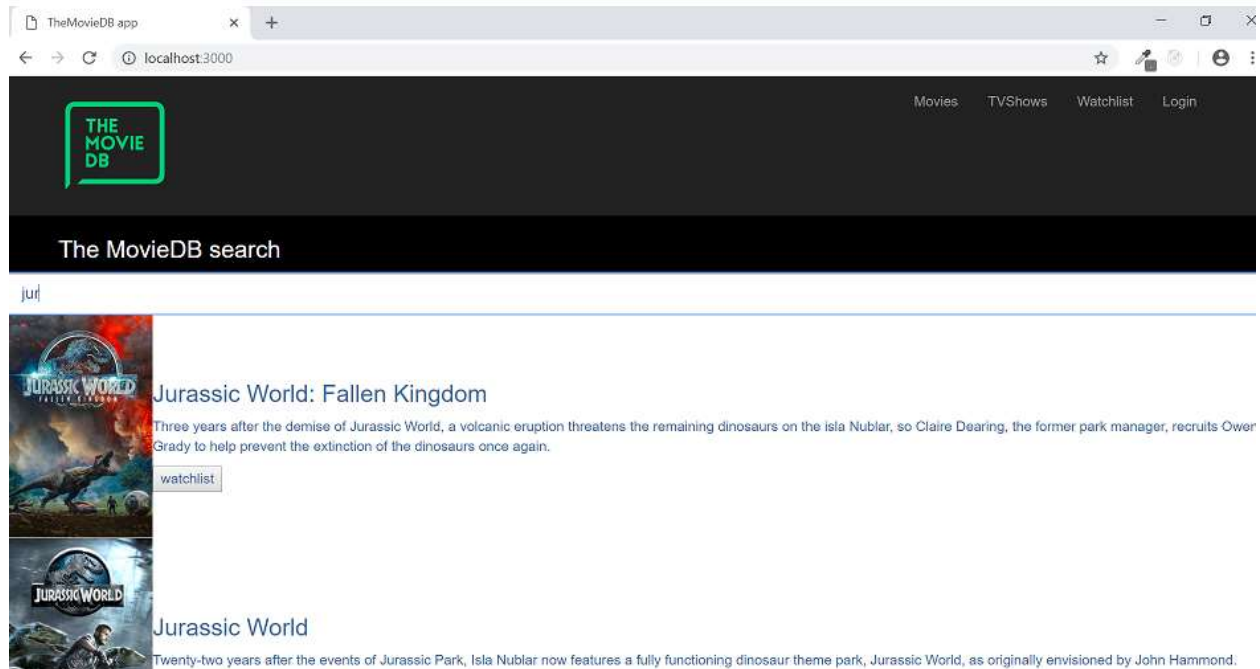 TheMovieDB app
localhost:3000
Movies TVShows Watchlist Login
THE
MOVIE
DB
The MovieDB search
jur
JURASSIC WORLD
FALLEN KINGDOM
Jurassic World: Fallen Kingdom
Three years after the demise of Jurassic World, a volcanic eruption threatens the remaining dinosaurs on the isla Nublar, so Claire Dearing, the former park manager, recruits Owen
Grady to help prevent the extinction of the dinosaurs once again.
watchlist
JURASSIC WORLD
Jurassic World
Twenty-two years after the events of Jurassic Park, Isla Nublar now features a fully functioning dinosaur theme park, Jurassic World, as originally envisioned by John Hammond.